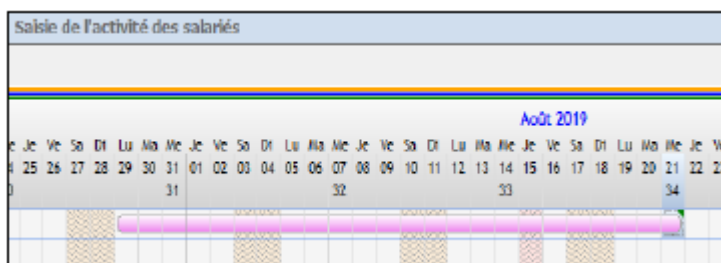 Saisie de l'activité des salariés
Août 2019
Je Ve Sa Di Lu Ma Me Je Ve Sa Di Lu Ma Me Je Ve Sa Di Lu Ma Me Je Ve Sa Di Lu Ma Me Je
25 26 27 28 29 30 31 01 02 03 04 05 06 07 08 09 10 11 12 13 14 15 16 17 18 19 20 21 22
31 32 33 34